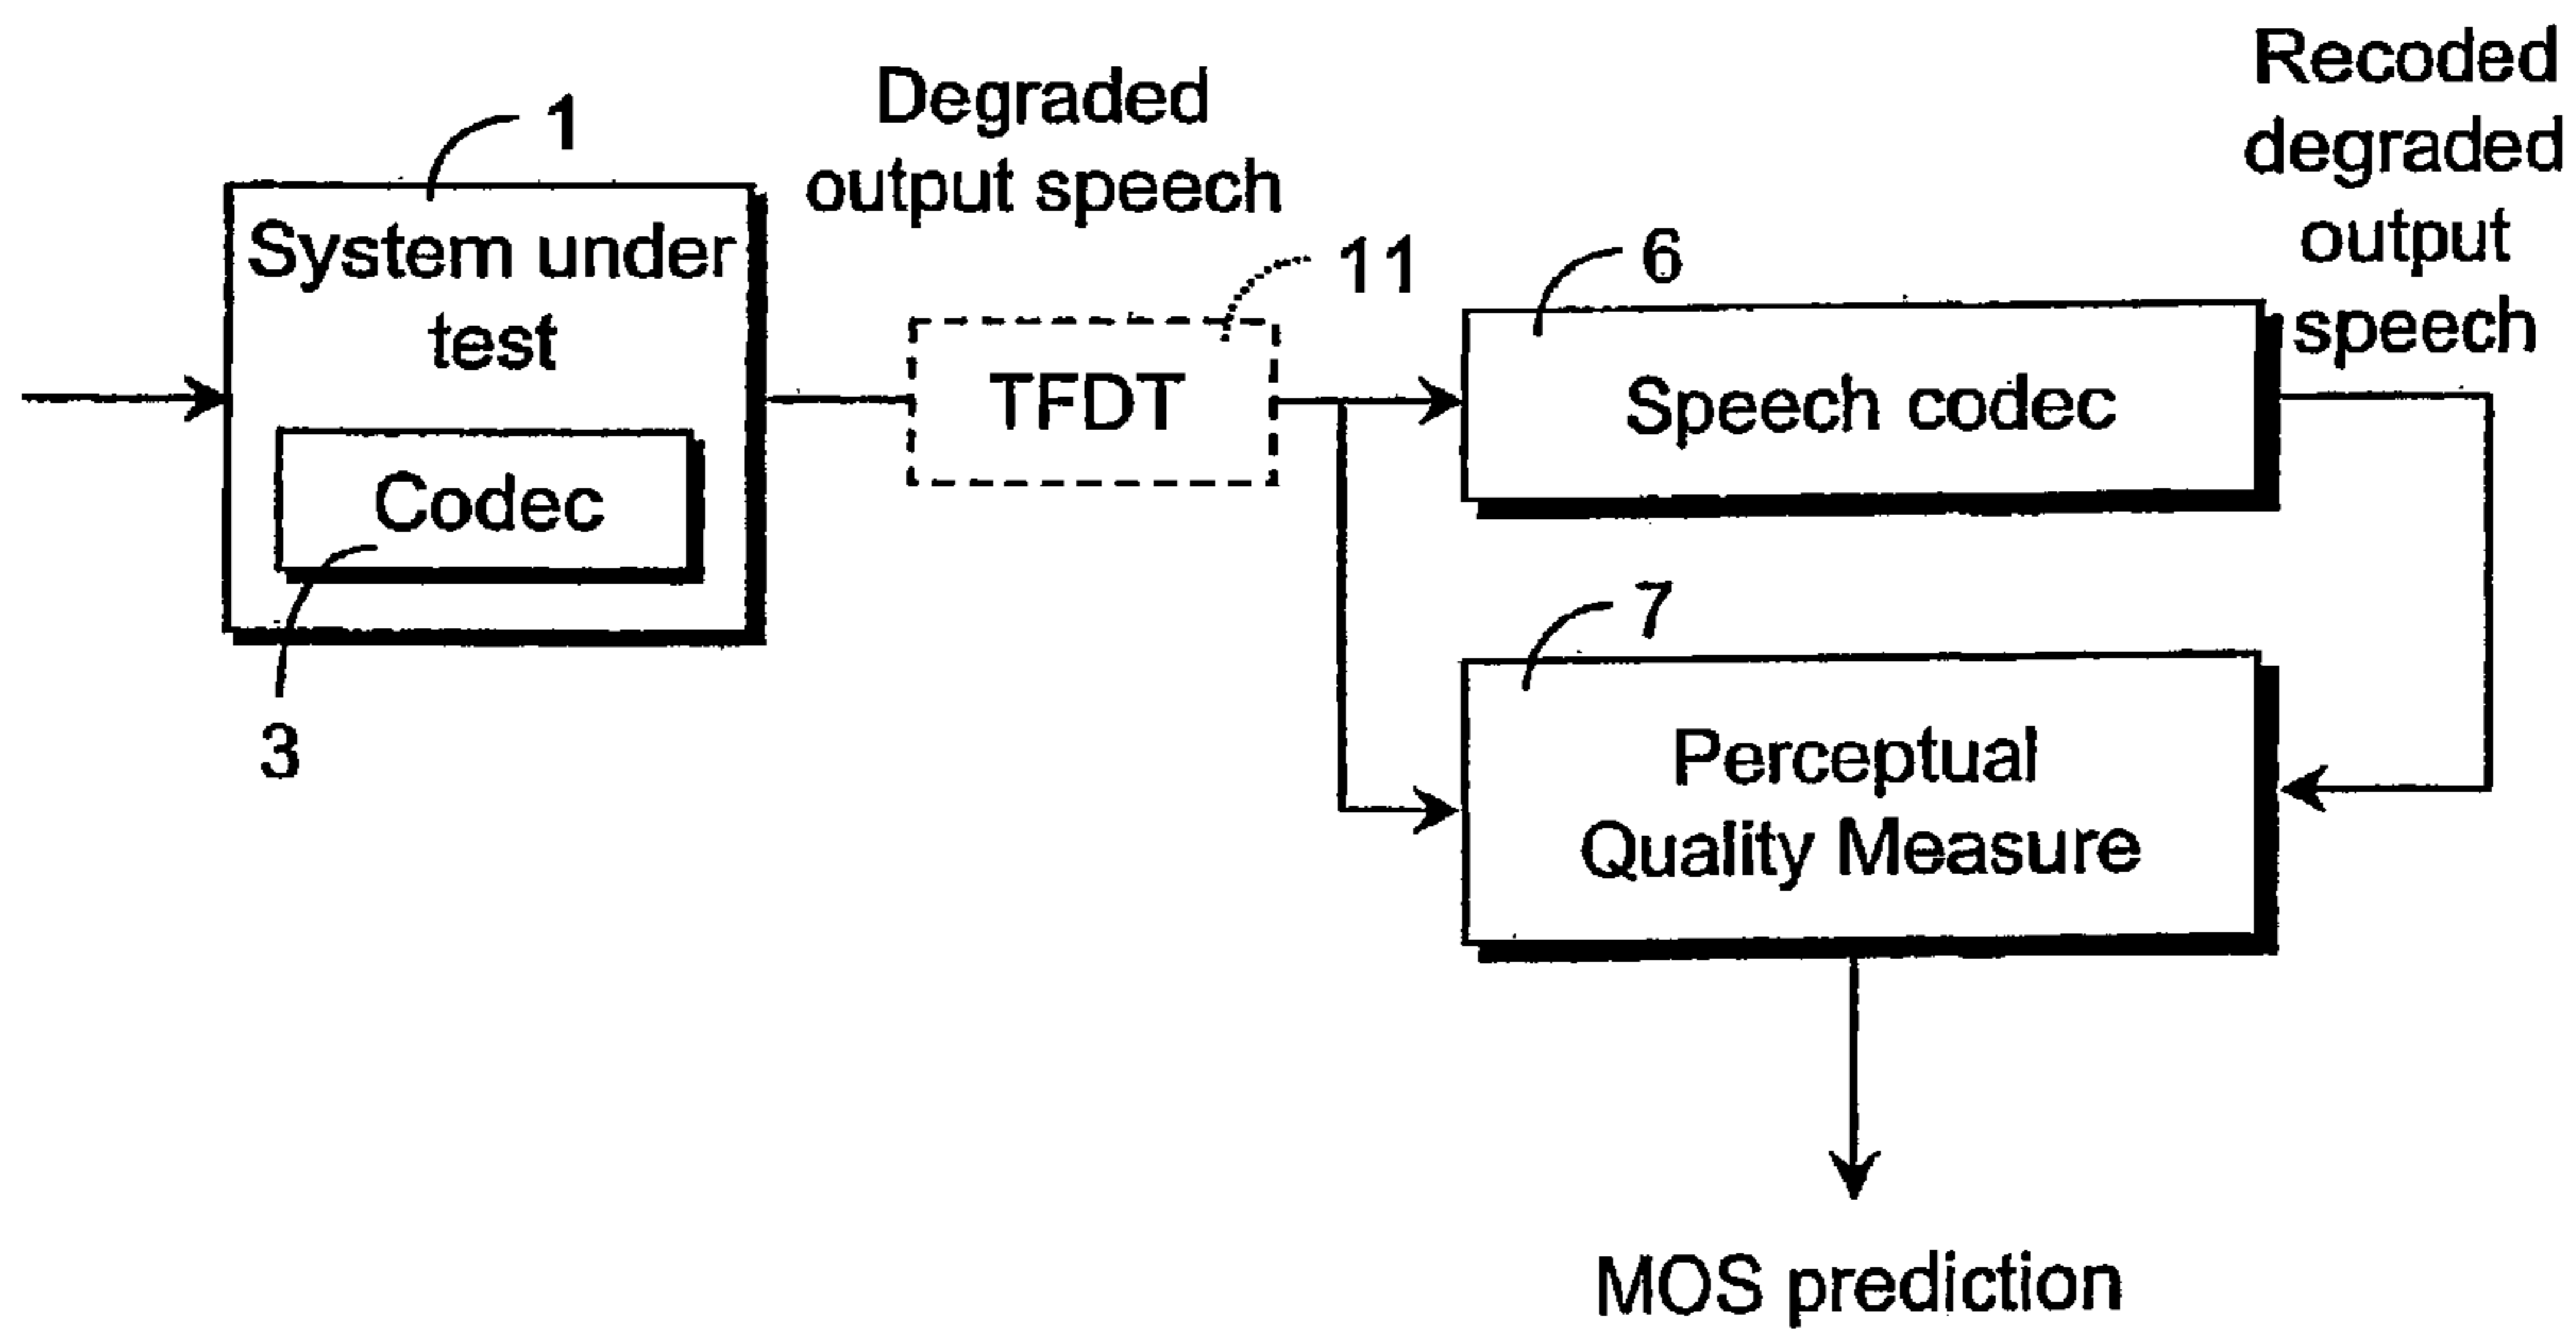 1
System under
test
Codec
3
Degraded
output speech
11
TFDT
6
Speech codec
Recoded
degraded
output
speech
7
Perceptual
Quality Measure
MOS prediction